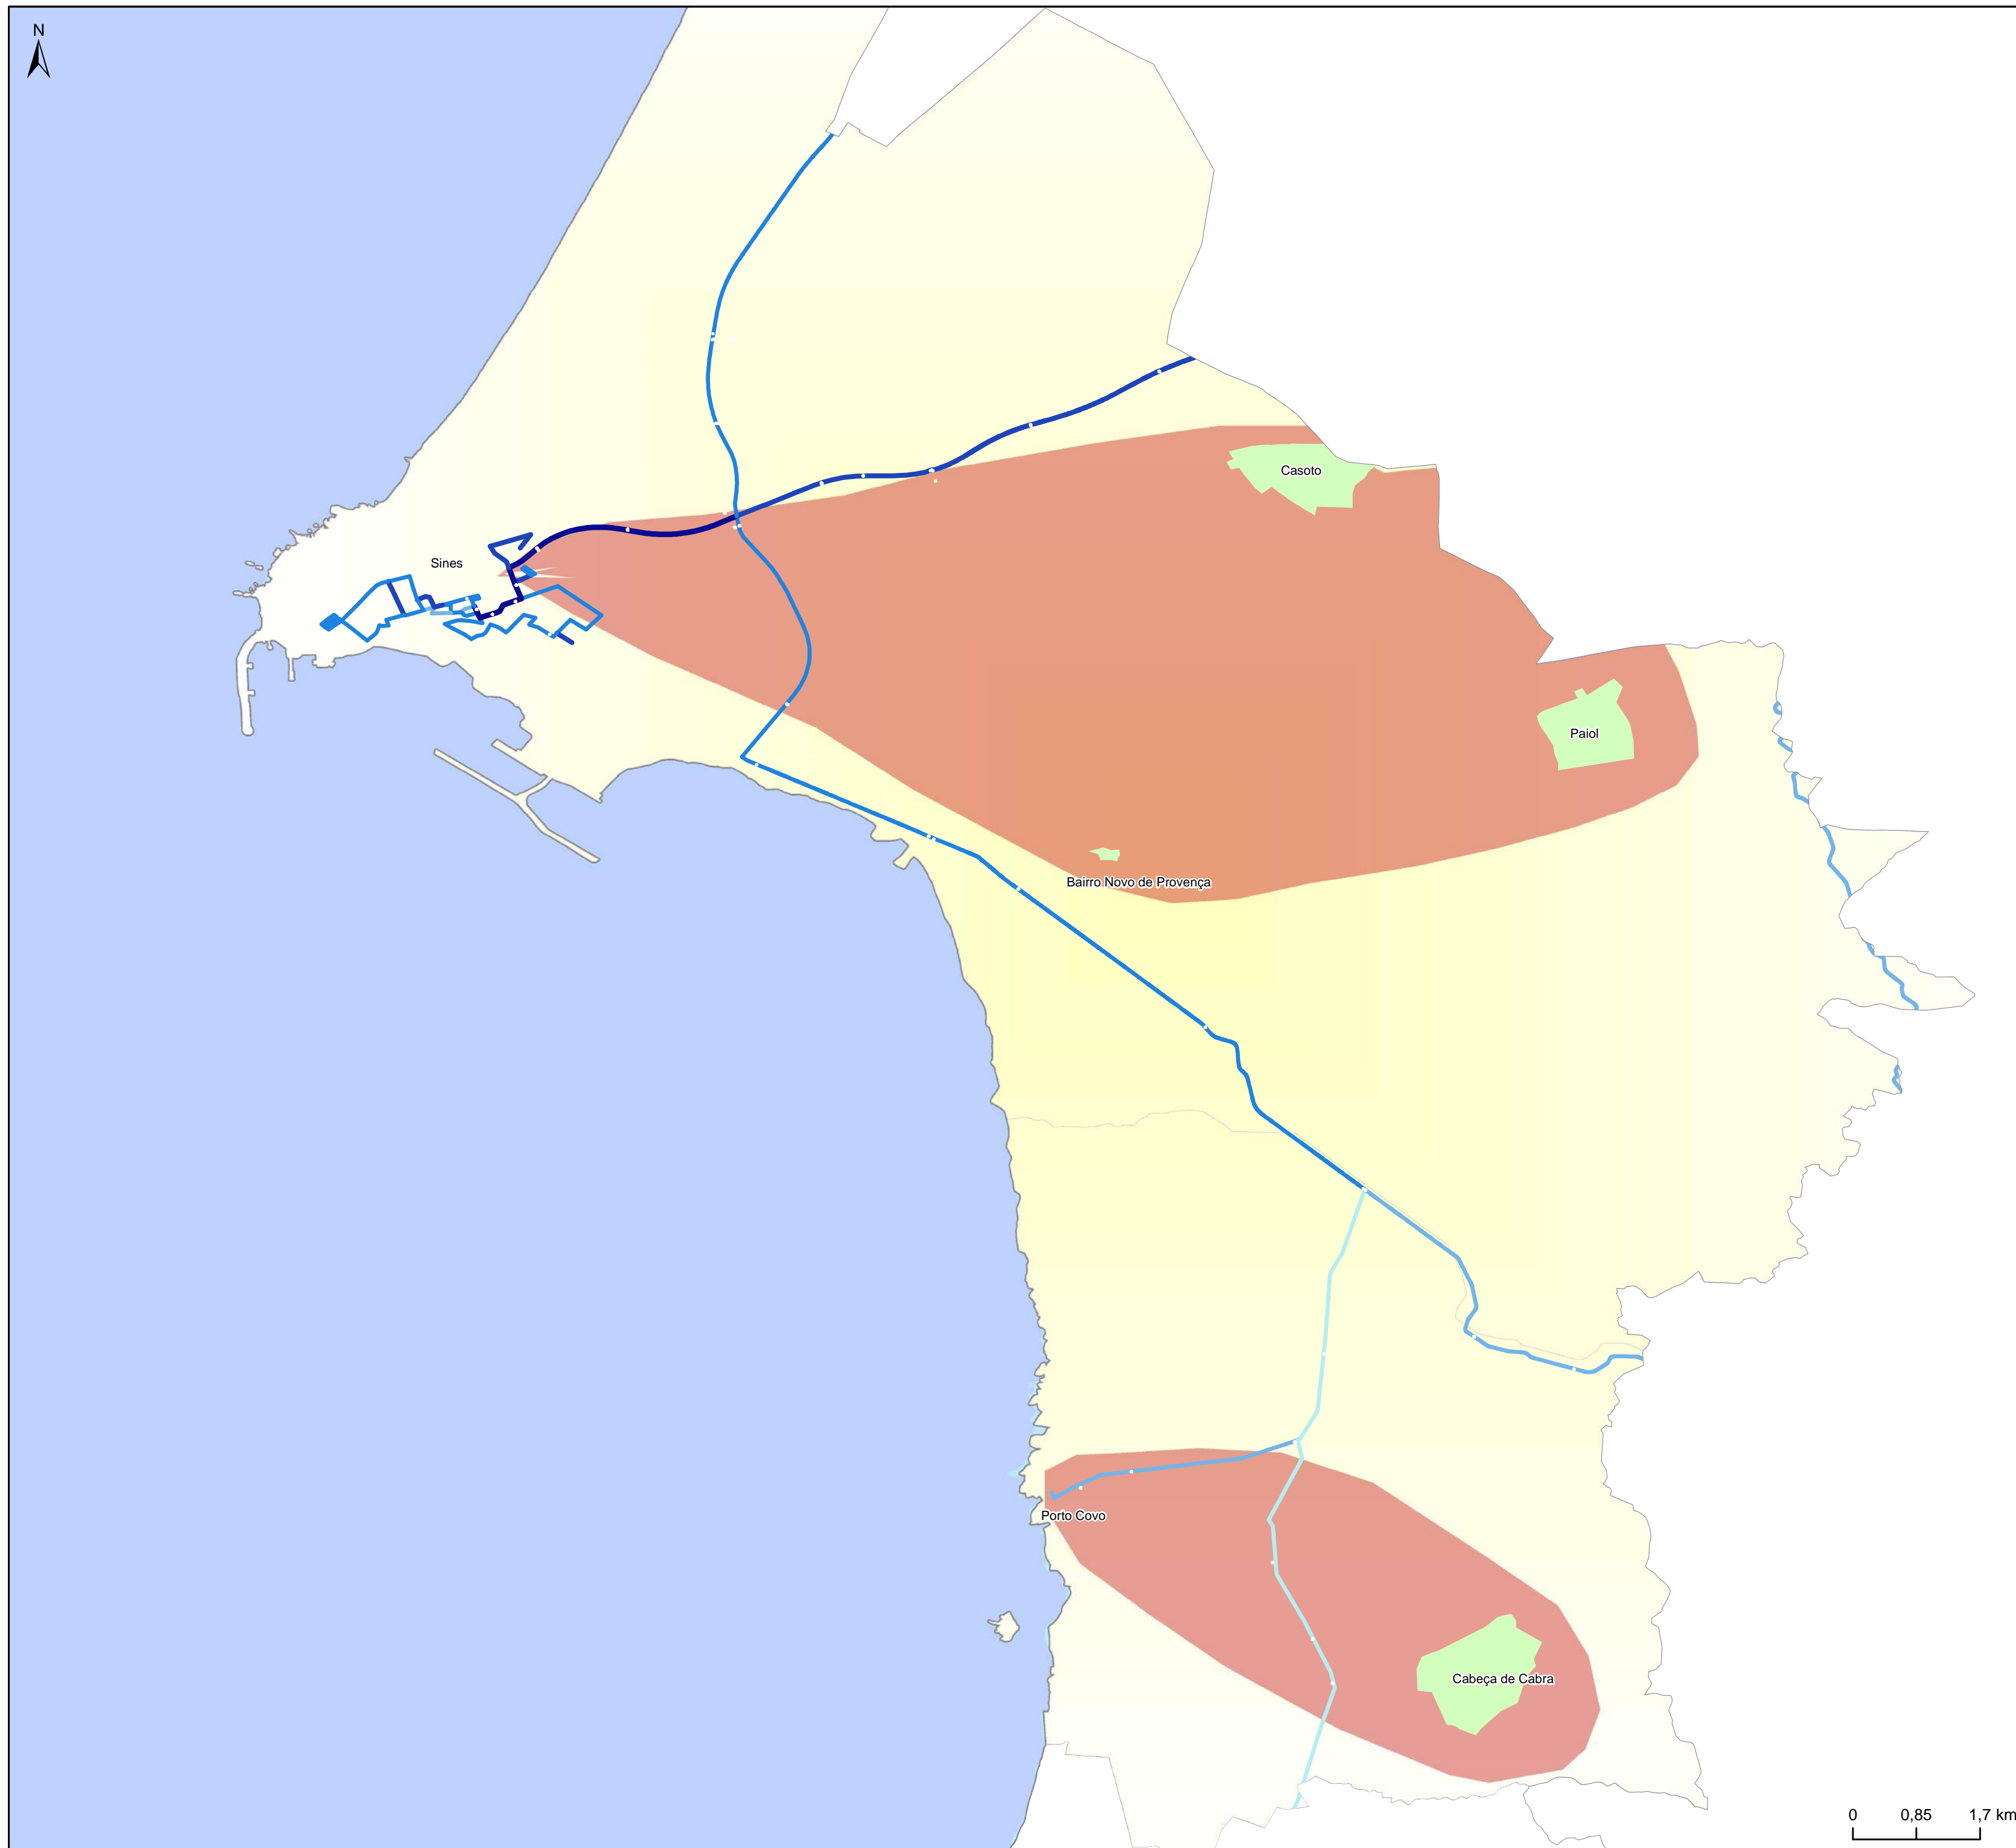 N
Casoto
Sines
Paiol
Bairro Novo de Provença
Porto Covo
Cabeça de Cabra
0 0,85 1,7 km